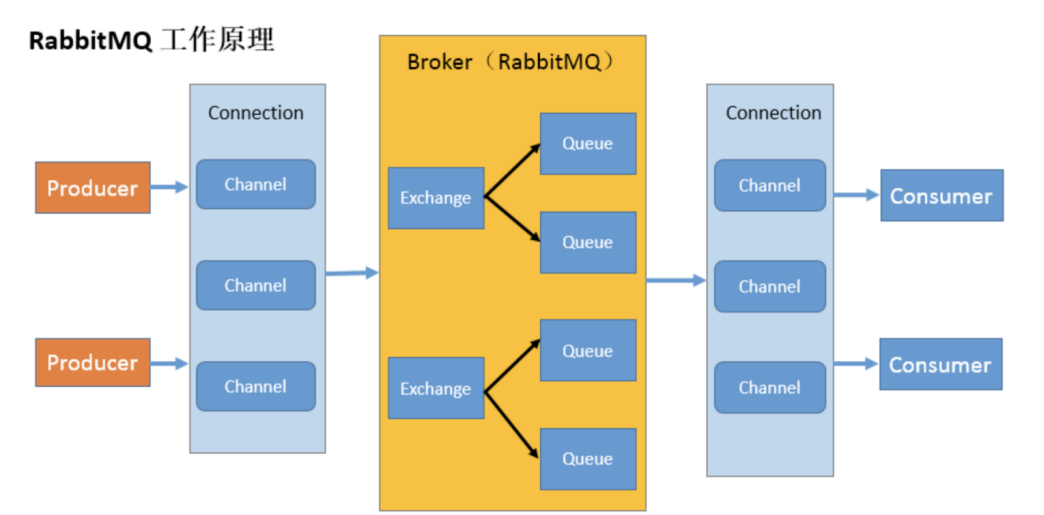 RabbitMQ 工作原理
Broker（RabbitMQ）
Connection
Channel
Channel
Channel
Producer
Producer
Exchange
Queue
Queue
Exchange
Queue
Queue
Connection
Channel
Channel
Channel
Consumer
Consumer